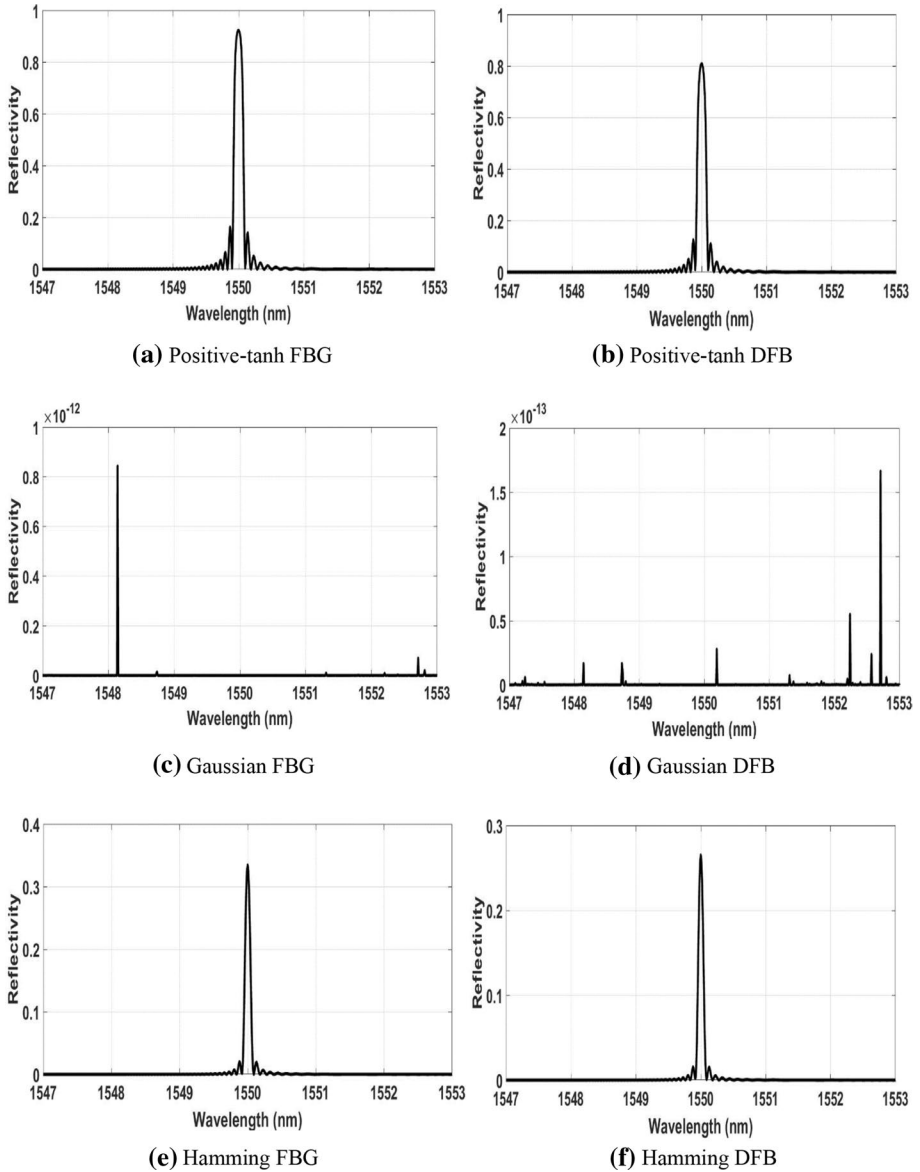 1
0.8
0.6
0.4
0.2
0
Reflectivity
1547 1548 1549 1550 1551 1552 1553
Wavelength (nm)
(a) Positive-tanh FBG
1
0.8
0.6
0.4
0.2
0
Reflectivity
1547 1548 1549 1550 1551 1552 1553
Wavelength (nm)
(b) Positive-tanh DFB
×10-12
1
0.8
0.6
0.4
0.2
0
Reflectivity
1547 1548 1549 1550 1551 1552 1553
Wavelength (nm)
(c) Gaussian FBG
×10-13
2
1.5
1
0.5
0
Reflectivity
1547 1548 1549 1550 1551 1552 1553
Wavelength (nm)
(d) Gaussian DFB
0.4
0.3
0.2
0.1
0
Reflectivity
1547 1548 1549 1550 1551 1552 1553
Wavelength (nm)
(e) Hamming FBG
0.3
0.2
0.1
0
Reflectivity
1547 1548 1549 1550 1551 1552 1553
Wavelength (nm)
(f) Hamming DFB